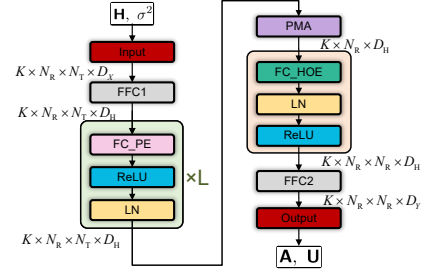 H, σ²
Input
K × N_R × N_T × D_X
FFC1
K × N_R × N_T × D_H
FC_PE
ReLU
LN
×L
K × N_R × N_T × D_H
PMA
K × N_R × D_H
FC_HOE
LN
ReLU
K × N_R × N_R × D_H
FFC2
K × N_R × N_R × D_Y
Output
A, U